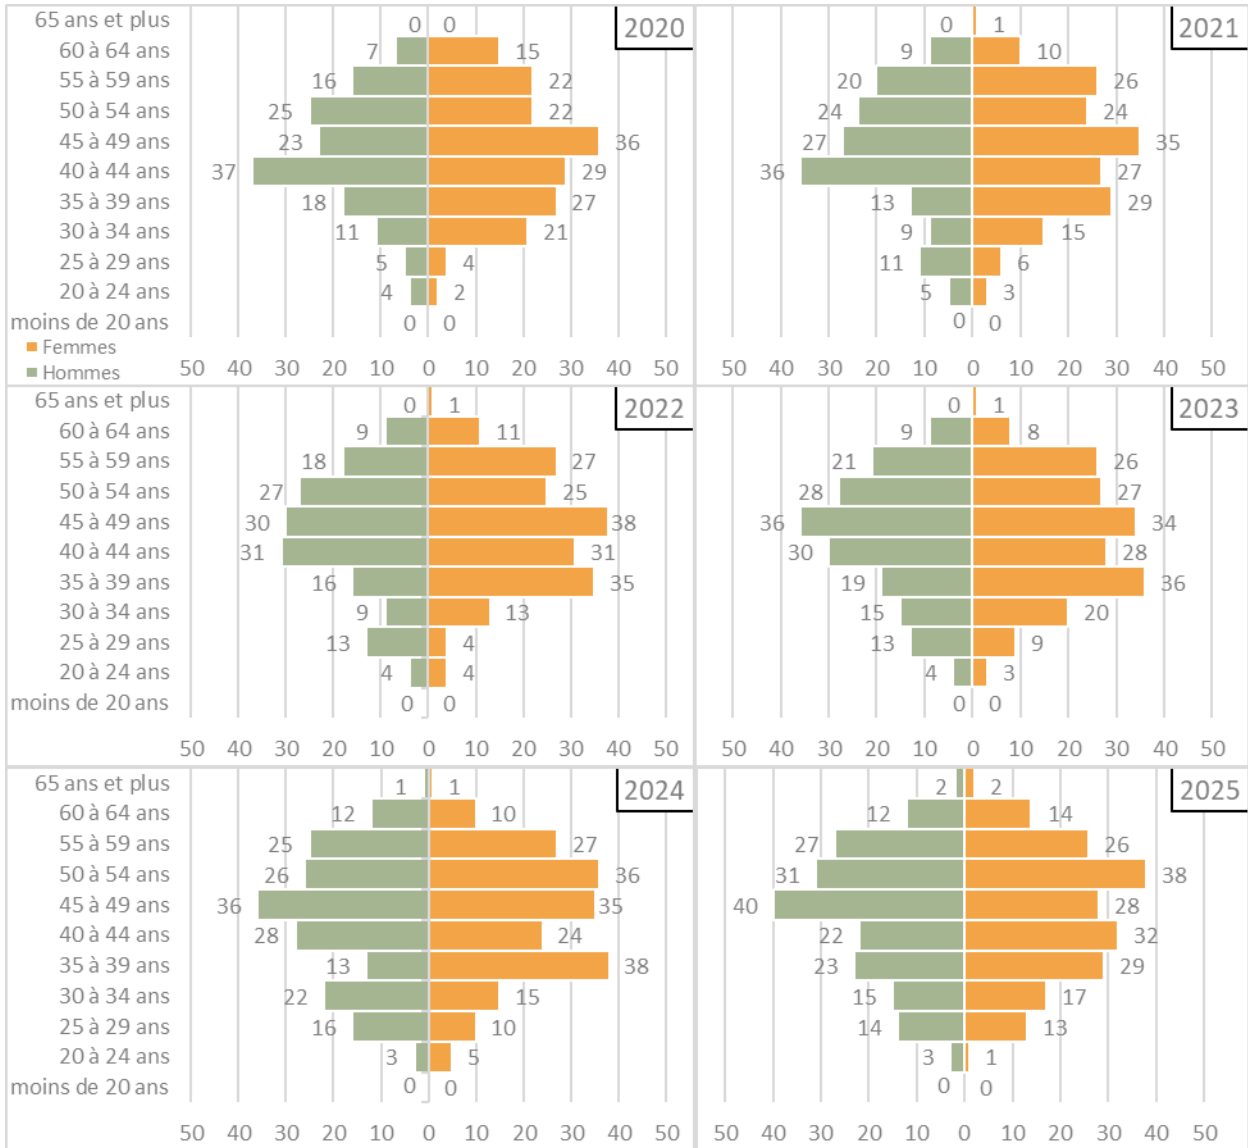 65 ans et plus 0 0 2020
60 à 64 ans 7 15
55 à 59 ans 16 22
50 à 54 ans 25 22
45 à 49 ans 23 36
40 à 44 ans 37 29
35 à 39 ans 18 27
30 à 34 ans 11 21
25 à 29 ans 5 4
20 à 24 ans 4 2
moins de 20 ans 0 0
Femmes
Hommes
50 40 30 20 10 0 10 20 30 40 50
0 1 2021
9 10
20 26
24 24
27 35
36 27
13 29
9 15
11 6
5 3
0 0
50 40 30 20 10 0 10 20 30 40 50
65 ans et plus 0 1 2022
60 à 64 ans 9 11
55 à 59 ans 18 27
50 à 54 ans 27 25
45 à 49 ans 30 38
40 à 44 ans 31 31
35 à 39 ans 16 35
30 à 34 ans 9 13
25 à 29 ans 13 4
20 à 24 ans 4 4
moins de 20 ans 0 0
50 40 30 20 10 0 10 20 30 40 50
0 1 2023
9 8
21 26
28 27
36 34
30 28
19 36
15 20
13 9
4 3
0 0
50 40 30 20 10 0 10 20 30 40 50
65 ans et plus 1 1 2024
60 à 64 ans 12 10
55 à 59 ans 25 27
50 à 54 ans 26 36
45 à 49 ans 36 35
40 à 44 ans 28 24
35 à 39 ans 13 38
30 à 34 ans 22 15
25 à 29 ans 16 10
20 à 24 ans 3 5
moins de 20 ans 0 0
50 40 30 20 10 0 10 20 30 40 50
2 2 2025
12 14
27 26
31 38
40 28
22 32
23 29
15 17
14 13
3 1
0 0
50 40 30 20 10 0 10 20 30 40 50